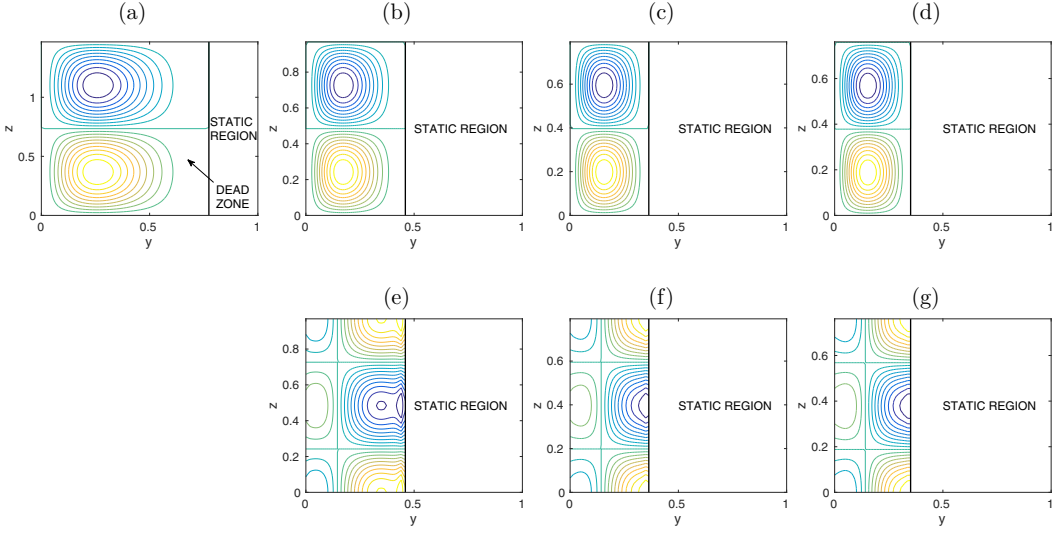 (a) (b) (c) (d)
z 1 0.5 0 STATIC REGION DEAD ZONE 0 0.5 1 y
z 0.8 0.6 0.4 0.2 0 STATIC REGION 0 0.5 1 y
z 0.6 0.4 0.2 0 STATIC REGION 0 0.5 1 y
z 0.6 0.4 0.2 0 STATIC REGION 0 0.5 1 y
(e) (f) (g)
z 0.8 0.6 0.4 0.2 0 STATIC REGION 0 0.5 1 y
z 0.6 0.4 0.2 0 STATIC REGION 0 0.5 1 y
z 0.6 0.4 0.2 0 STATIC REGION 0 0.5 1 y